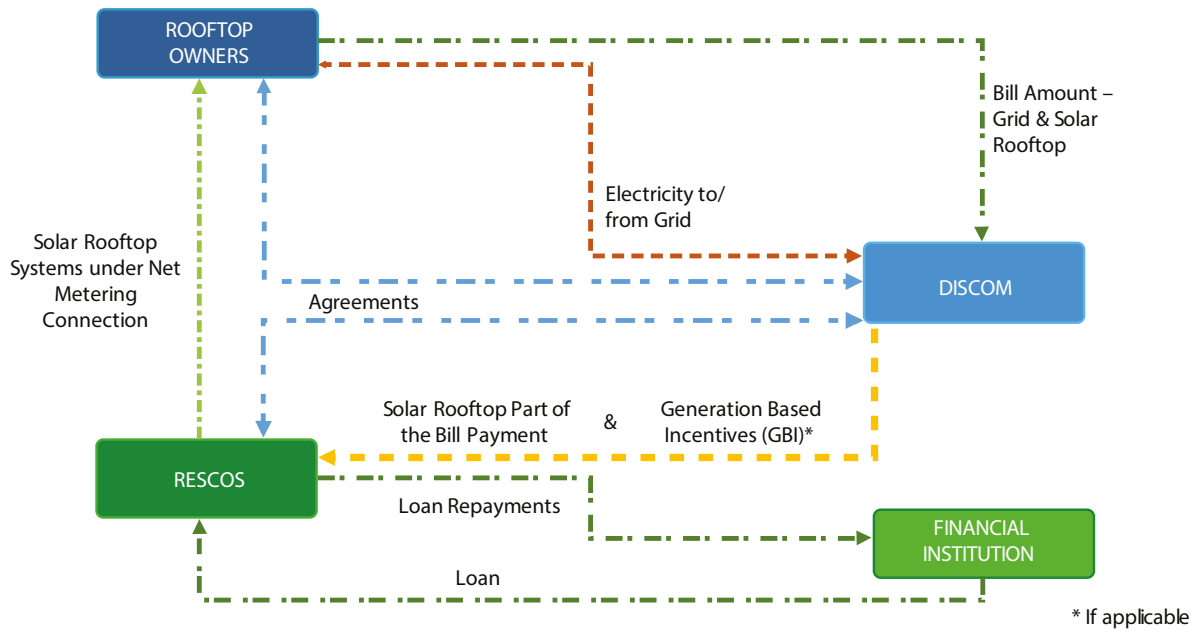 ROOFTOP
OWNERS
Bill Amount –
Grid & Solar
Rooftop
Electricity to/
from Grid
Solar Rooftop
Systems under Net
Metering
Connection
DISCOM
Agreements
Solar Rooftop Part of
the Bill Payment
&
Generation Based
Incentives (GBI)*
RESCOS
Loan Repayments
FINANCIAL
INSTITUTION
Loan
* If applicable